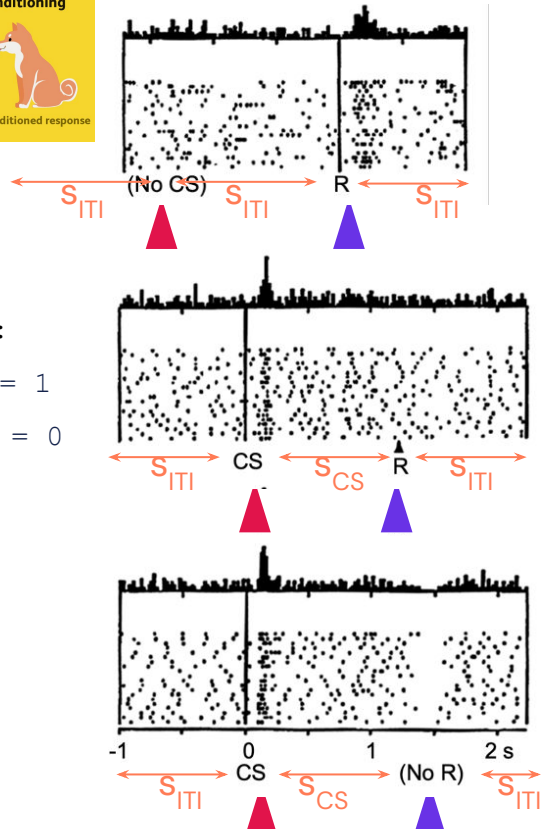 ditioning
ditioned response
(No CS) R
SITI SITI SITI
:
= 1
= 0
CS R
SITI SCS SITI
-1 0 1 2 s
CS (No R)
SITI SCS SITI